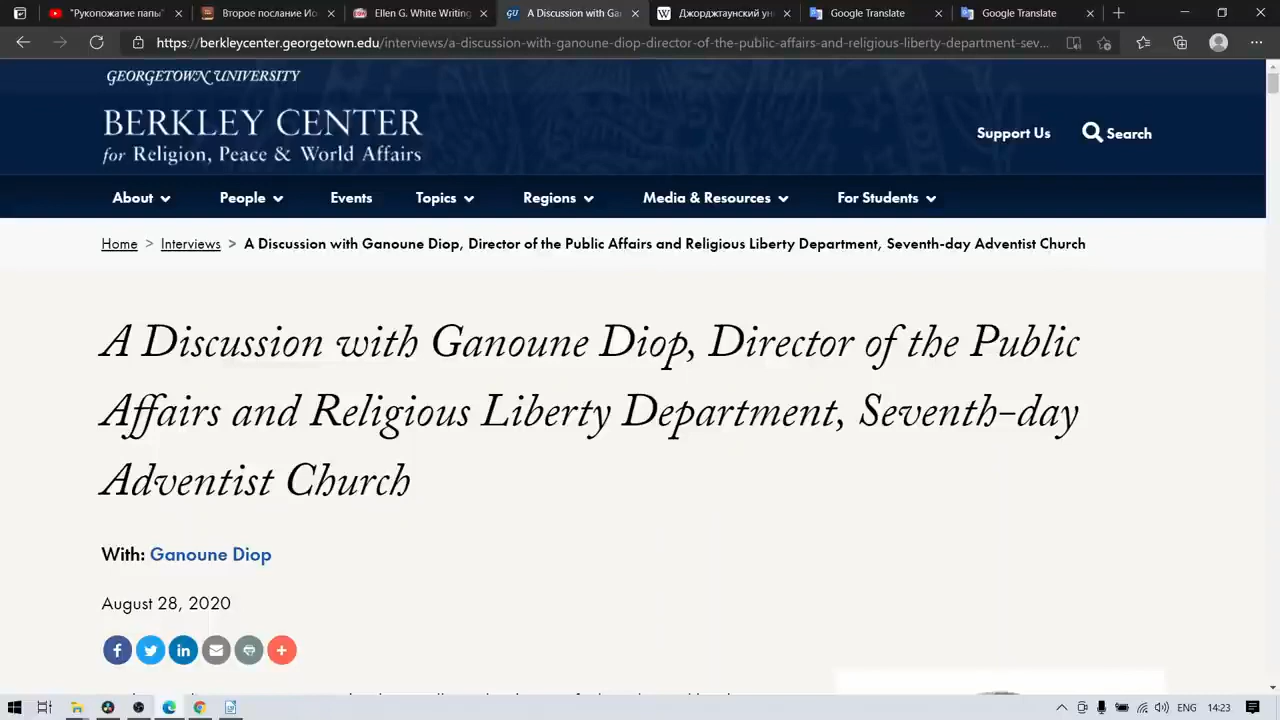 "Рукоположение папы"
Второе послание Ис
Ellen G. White Writing
A Discussion with Gan
Джорджтаунский ун
Google Translate
Google Translate
https://berkleycenter.georgetown.edu/interviews/a-discussion-with-ganoune-diop-director-of-the-public-affairs-and-religious-liberty-department-sev...
GEORGETOWN UNIVERSITY
BERKLEY CENTER
for Religion, Peace & World Affairs
Support Us
Search
About
People
Events
Topics
Regions
Media & Resources
For Students
Home > Interviews > A Discussion with Ganoune Diop, Director of the Public Affairs and Religious Liberty Department, Seventh-day Adventist Church
A Discussion with Ganoune Diop, Director of the Public
Affairs and Religious Liberty Department, Seventh-day
Adventist Church
With: Ganoune Diop
August 28, 2020
ENG
14:23